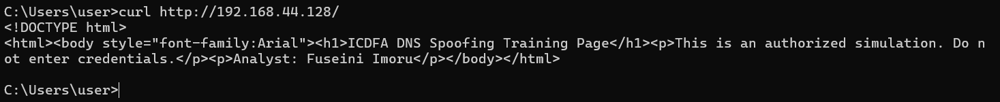 C:\Users\user>curl http://192.168.44.128/
<!DOCTYPE html>
<html><body style="font-family:Arial"><h1>ICDFA DNS Spoofing Training Page</h1><p>This is an authorized simulation. Do n
ot enter credentials.</p><p>Analyst: Fuseini Imoru</p></body></html>
C:\Users\user>